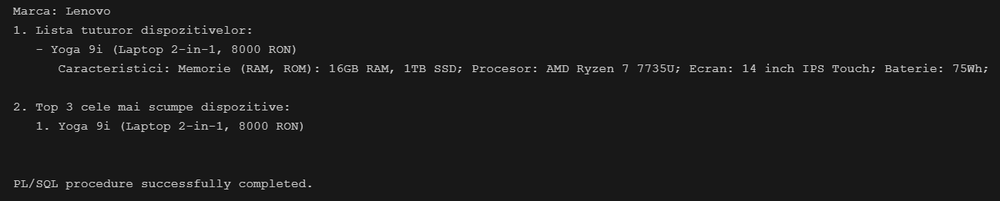 Marca: Lenovo
1. Lista tuturor dispozitivelor:
- Yoga 9i (Laptop 2-in-1, 8000 RON)
Caracteristici: Memorie (RAM, ROM): 16GB RAM, 1TB SSD; Procesor: AMD Ryzen 7 7735U; Ecran: 14 inch IPS Touch; Baterie: 75Wh;
2. Top 3 cele mai scumpe dispozitive:
1. Yoga 9i (Laptop 2-in-1, 8000 RON)
PL/SQL procedure successfully completed.